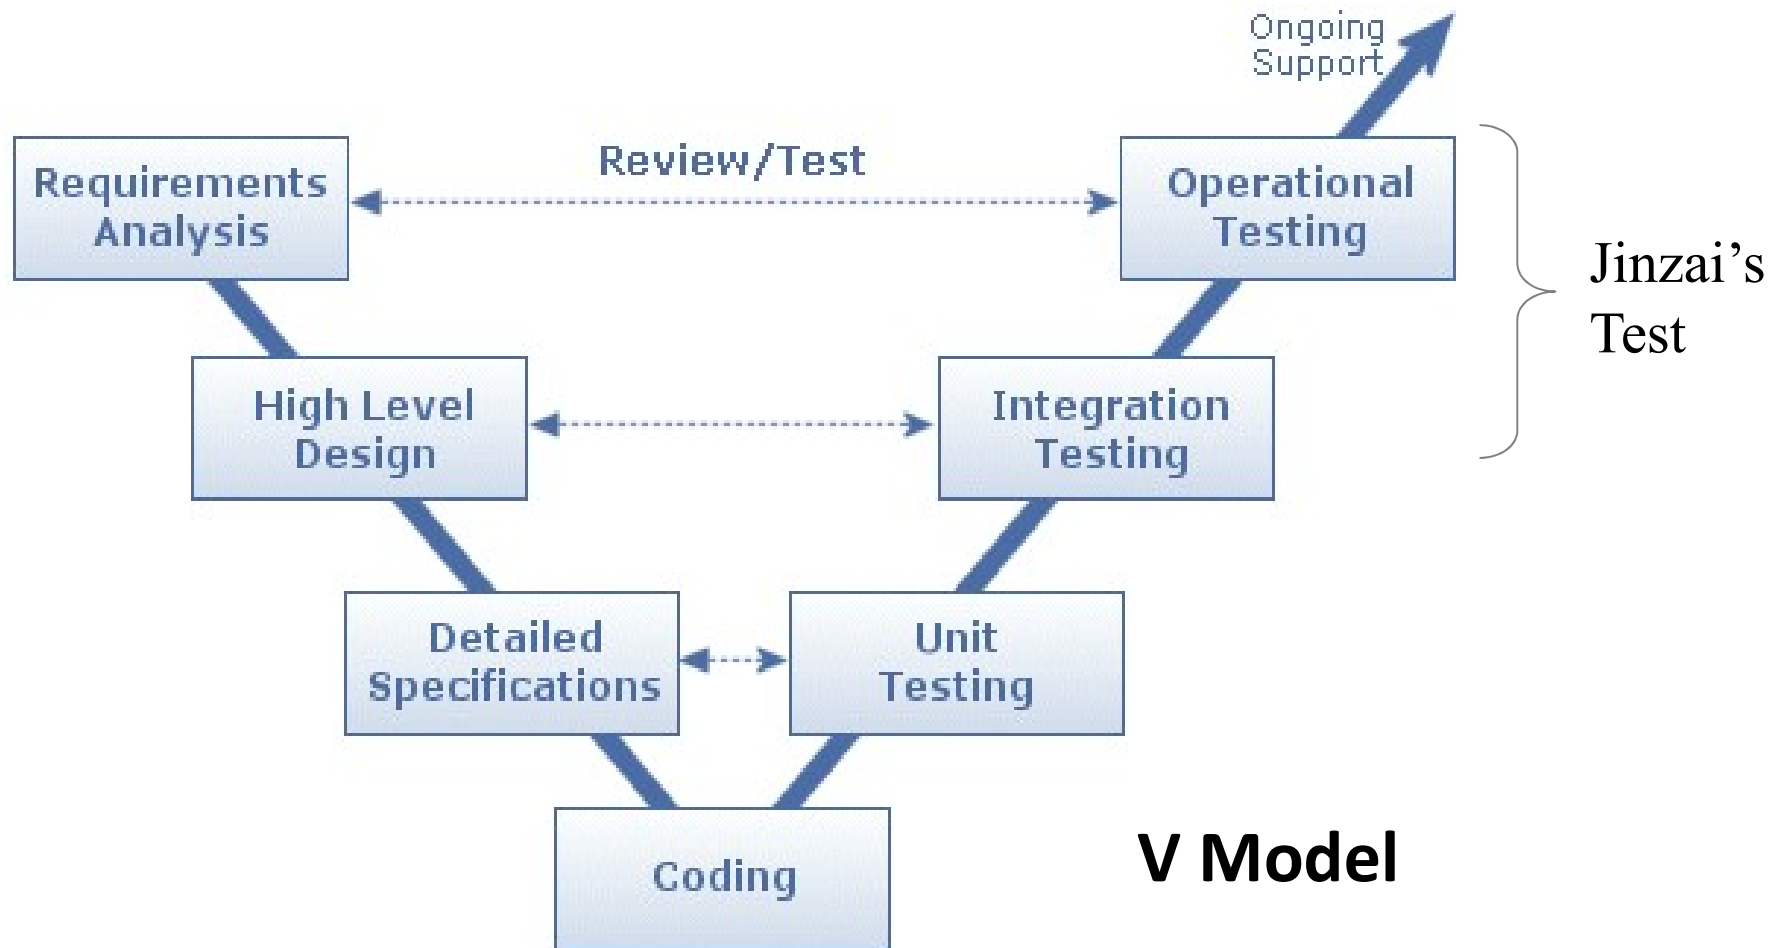 Ongoing
Support
Requirements
Analysis
Review/Test
Operational
Testing
Jinzai’s
Test
High Level
Design
Integration
Testing
Detailed
Specifications
Unit
Testing
Coding
V Model